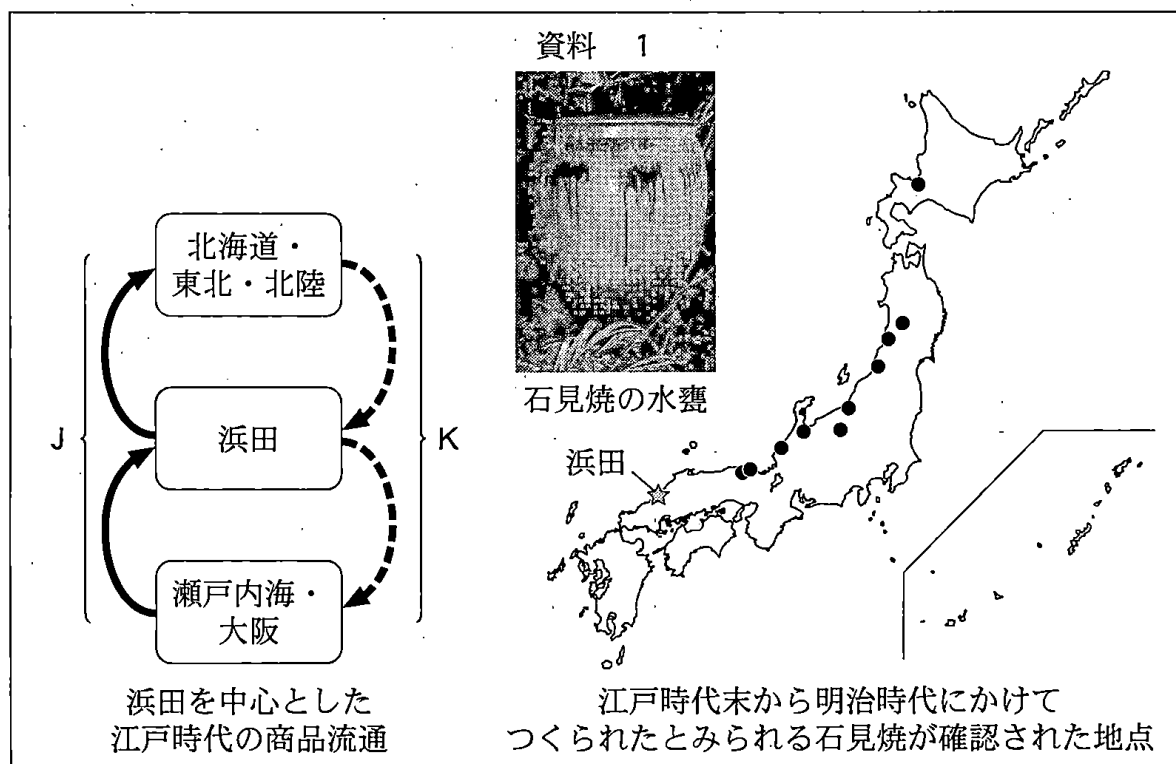 資料 1
石見焼の水甕
北海道・
東北・北陸
浜田
瀬戸内海・
大阪
J
K
浜田を中心とした
江戸時代の商品流通
浜田
江戸時代末から明治時代にかけて
つくられたとみられる石見焼が確認された地点